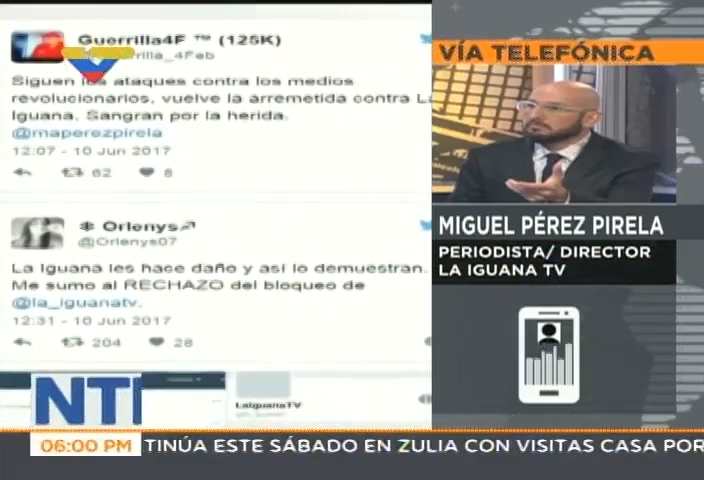 Guerrilla4F ™ (125K)
Siguen los ataques contra los medios
revolucionarios, vuelve la arremetida contra La
Iguana. Sangran por la herida.
@maperezpirela
12:07 - 10 Jun 2017
62
8
Orlenys
@Orlenys07
La Iguana les hace daño y así lo demuestran.
Me sumo al RECHAZO del bloqueo de
@la_iguanatv.
12:31 - 10 Jun 2017
204
28
LaIguanaTV
VÍA TELEFÓNICA
MIGUEL PÉREZ PIRELA
PERIODISTA/ DIRECTOR
LA IGUANA TV
NTI
06:00 PM
TINÚA ESTE SÁBADO EN ZULIA CON VISITAS CASA POR